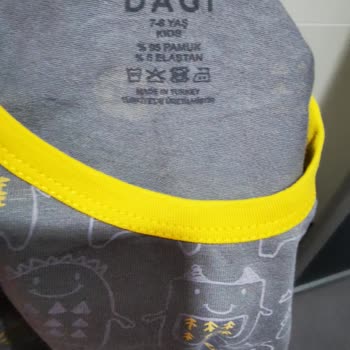 DAGİ
7-8 YAŞ
KIDS
% 95 PAMUK
% 5 ELASTAN
MADE IN TURKEY
TÜRKİYE'DE ÜRETİLMİŞTİR